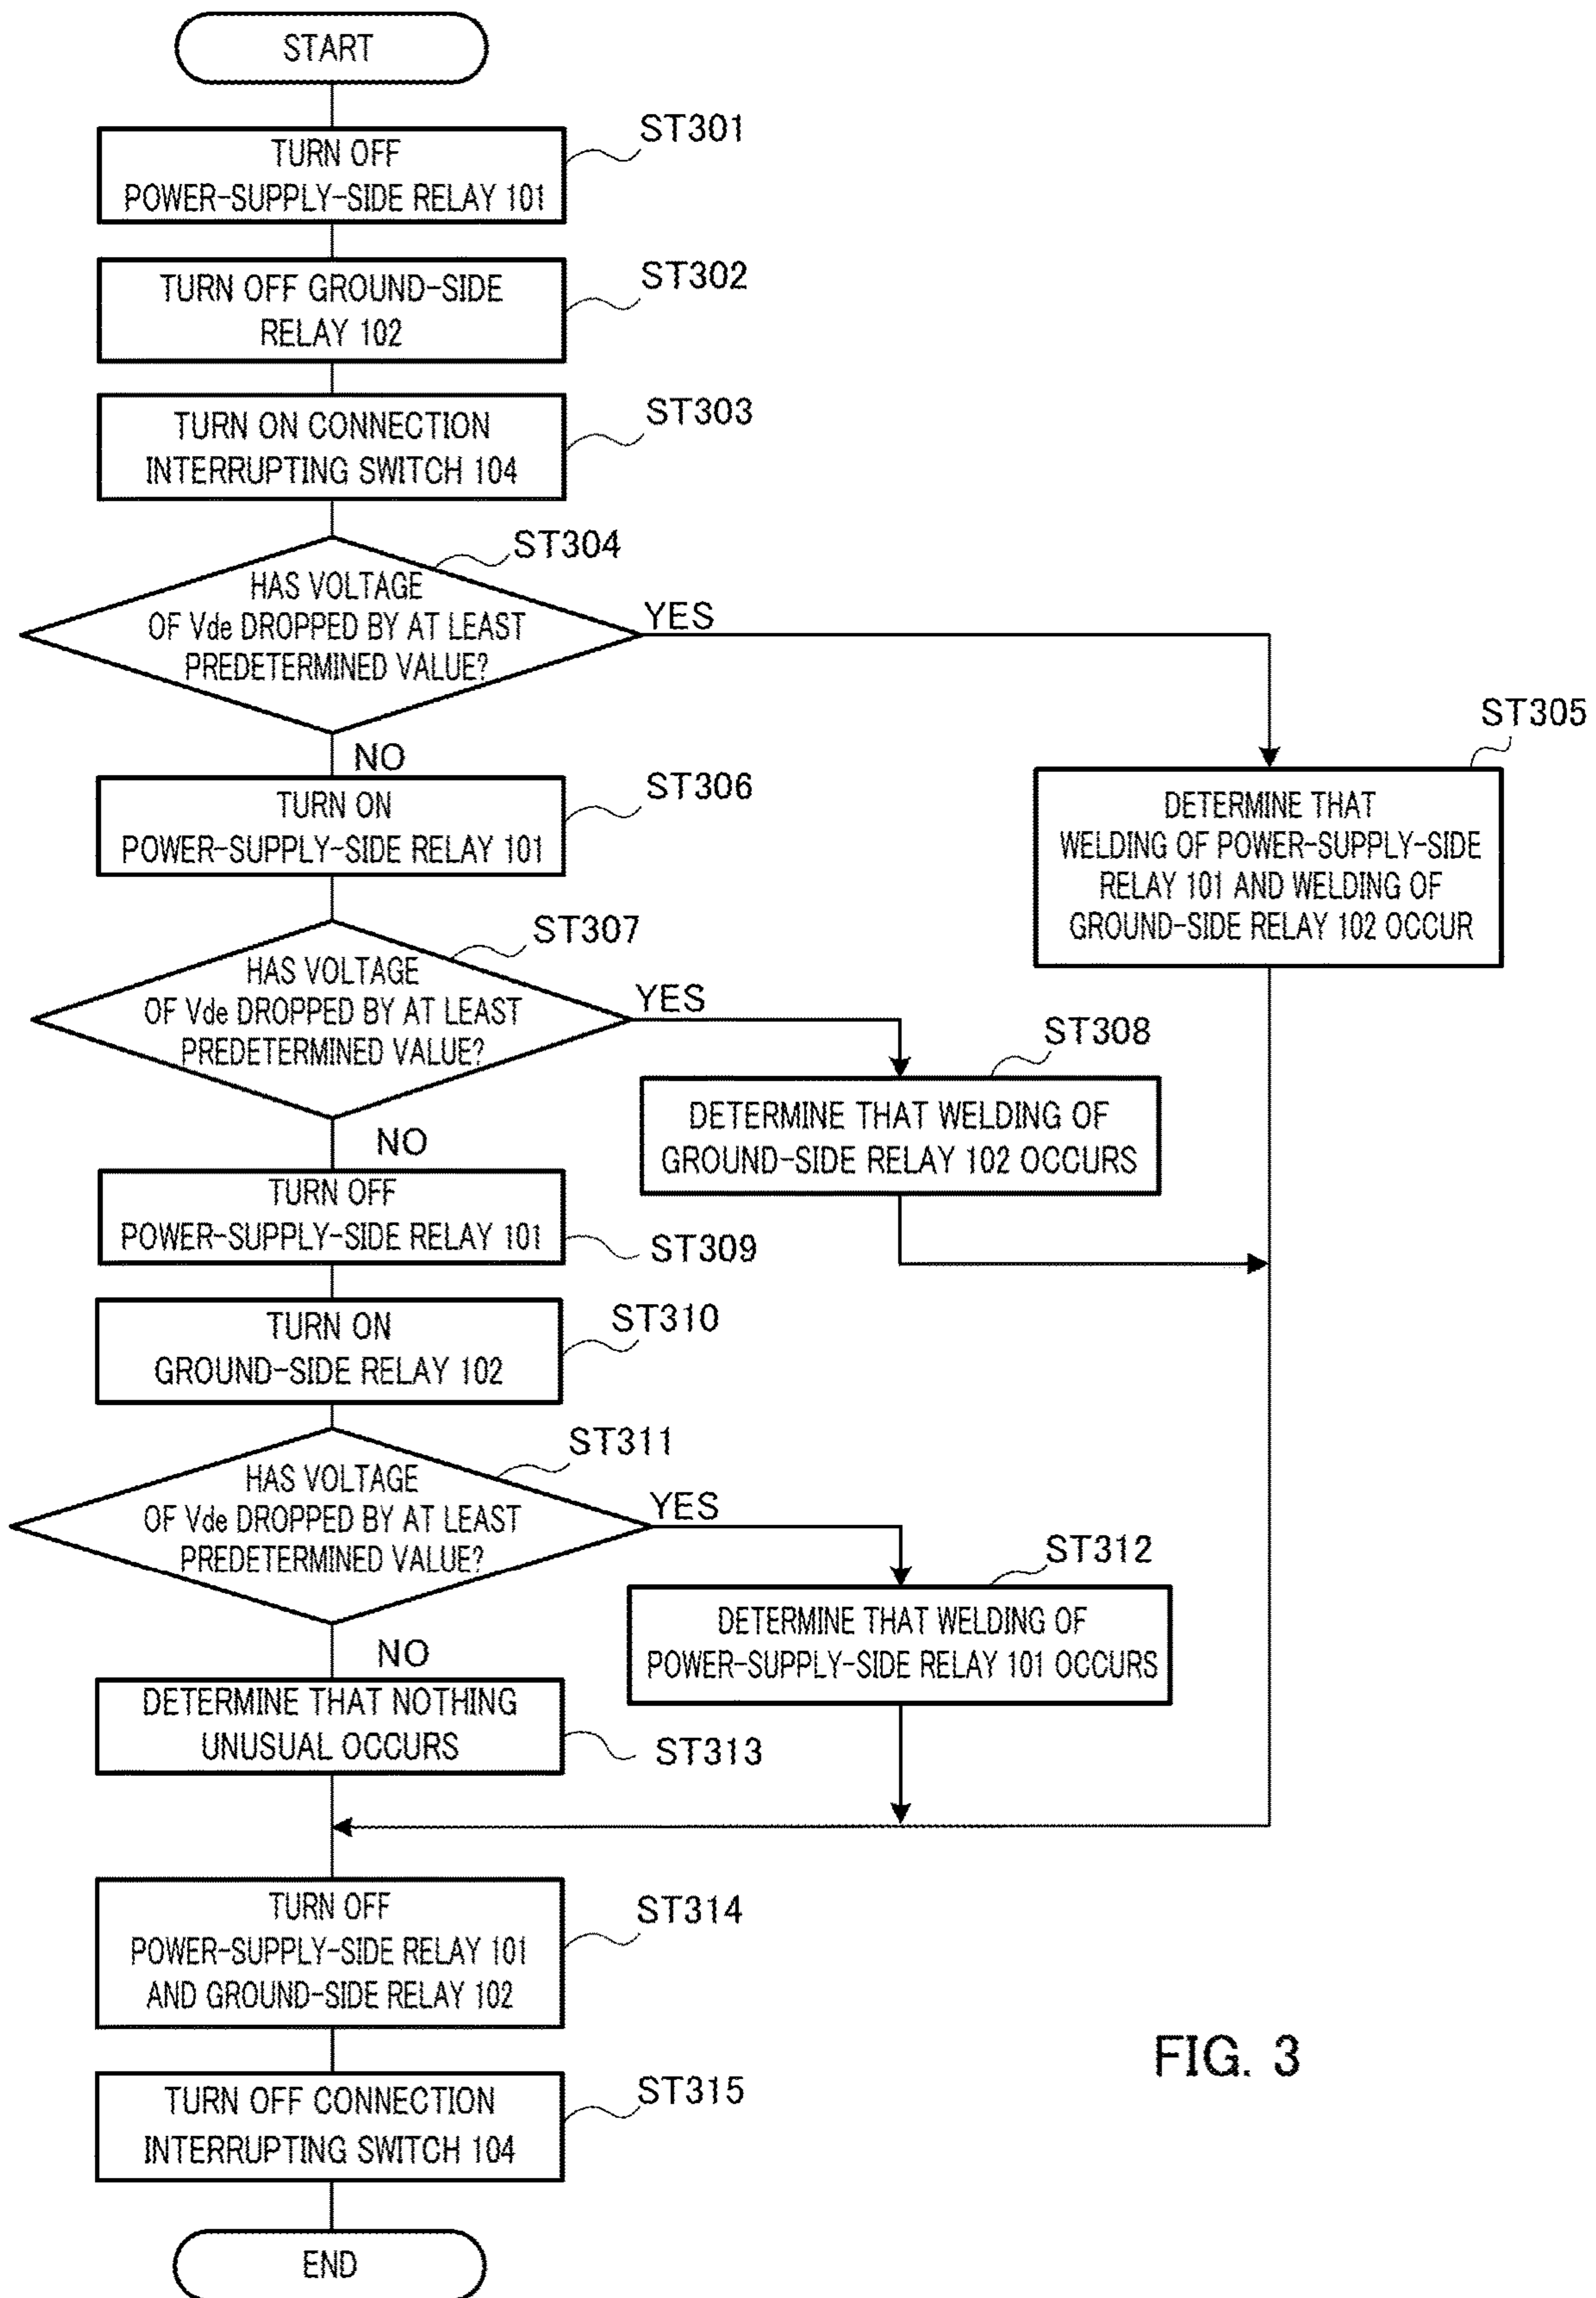 START
ST301
TURN OFF
POWER-SUPPLY-SIDE RELAY 101
ST302
TURN OFF GROUND-SIDE
RELAY 102
ST303
TURN ON CONNECTION
INTERRUPTING SWITCH 104
ST304
HAS VOLTAGE
OF Vde DROPPED BY AT LEAST
PREDETERMINED VALUE?
YES
NO
ST305
DETERMINE THAT
WELDING OF POWER-SUPPLY-SIDE
RELAY 101 AND WELDING OF
GROUND-SIDE RELAY 102 OCCUR
ST306
TURN ON
POWER-SUPPLY-SIDE RELAY 101
ST307
HAS VOLTAGE
OF Vde DROPPED BY AT LEAST
PREDETERMINED VALUE?
YES
NO
ST308
DETERMINE THAT WELDING OF
GROUND-SIDE RELAY 102 OCCURS
TURN OFF
POWER-SUPPLY-SIDE RELAY 101
ST309
ST310
TURN ON
GROUND-SIDE RELAY 102
ST311
HAS VOLTAGE
OF Vde DROPPED BY AT LEAST
PREDETERMINED VALUE?
YES
NO
ST312
DETERMINE THAT WELDING OF
POWER-SUPPLY-SIDE RELAY 101 OCCURS
DETERMINE THAT NOTHING
UNUSUAL OCCURS
ST313
ST314
TURN OFF
POWER-SUPPLY-SIDE RELAY 101
AND GROUND-SIDE RELAY 102
FIG. 3
ST315
TURN OFF CONNECTION
INTERRUPTING SWITCH 104
END